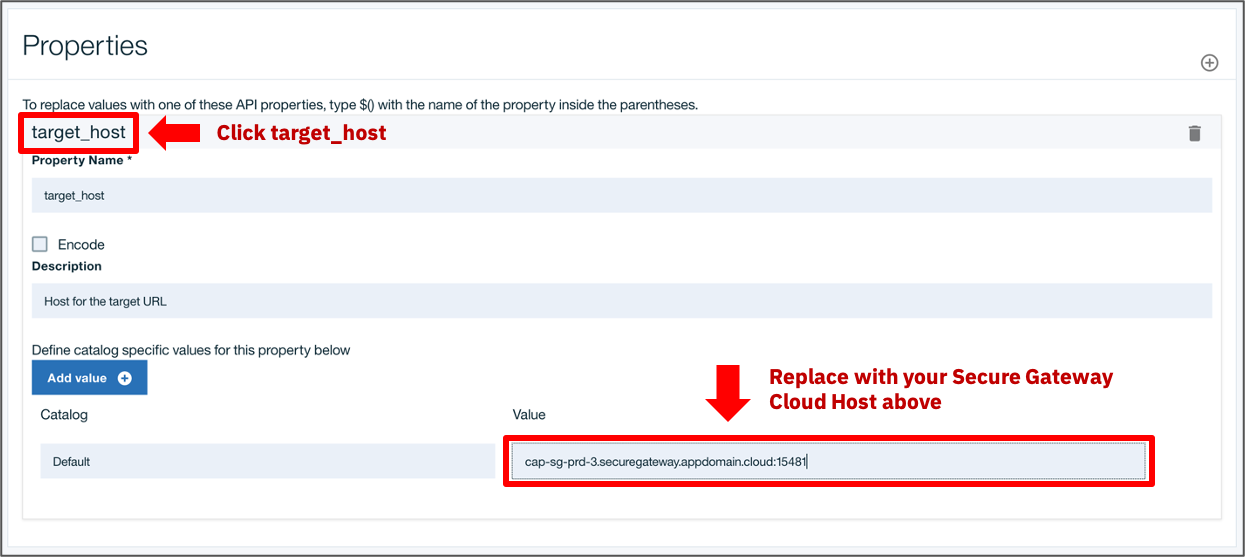 Properties
To replace values with one of these API properties, type $() with the name of the property inside the parentheses.
target_host
Click target_host
Property Name *
target_host
Encode
Description
Host for the target URL
Define catalog specific values for this property below
Add value
Replace with your Secure Gateway
Cloud Host above
Catalog
Value
Default
cap-sg-prd-3.securegateway.appdomain.cloud:15481